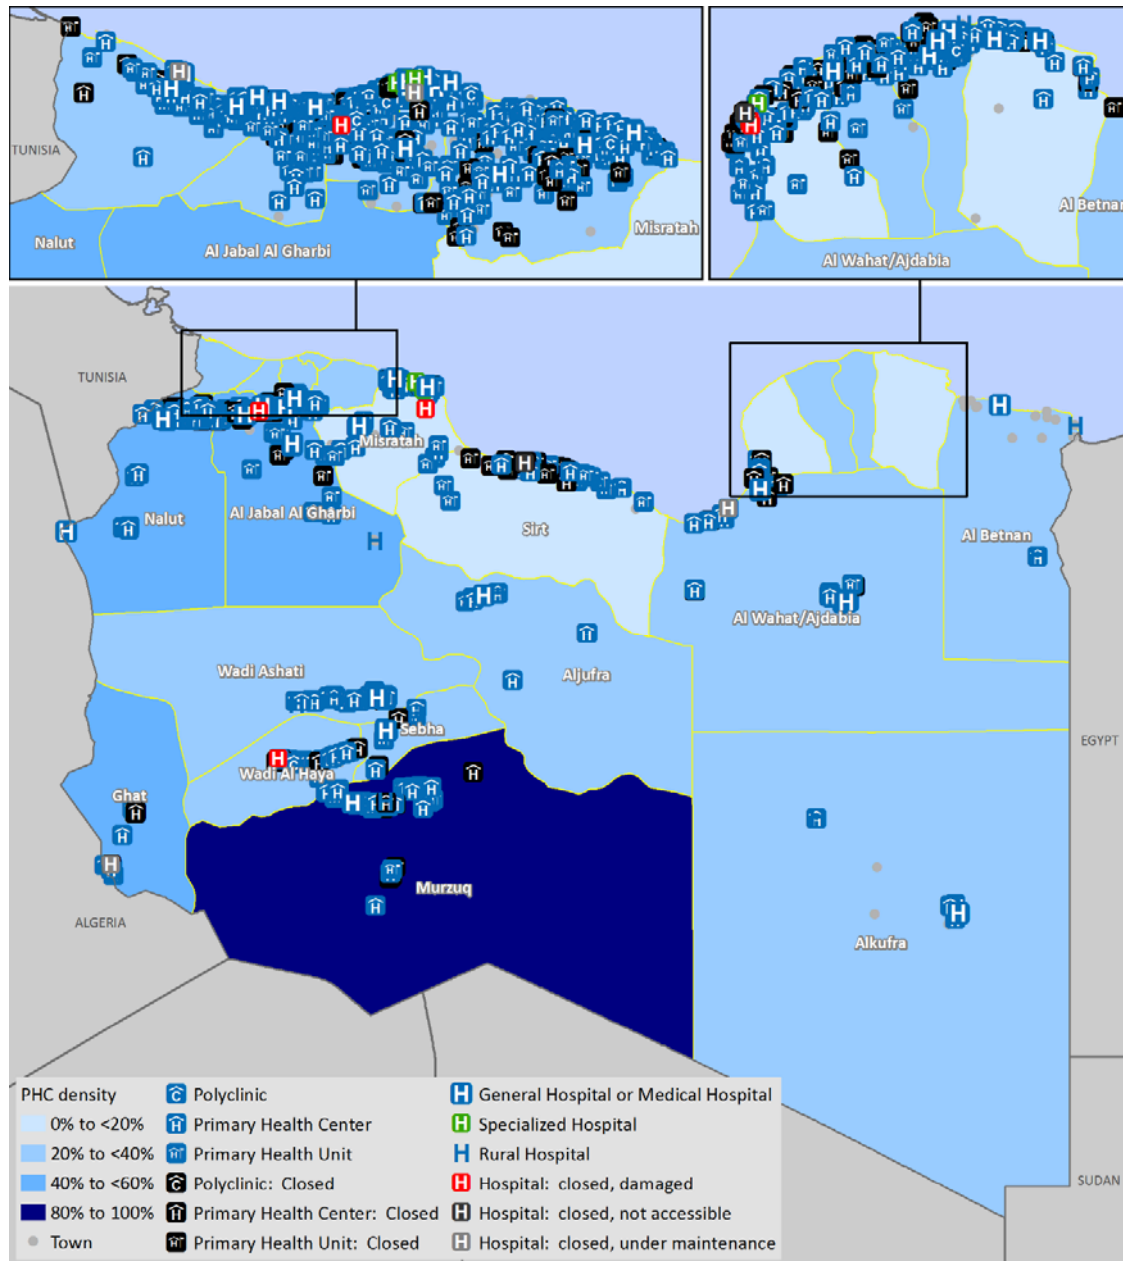 TUNISIA
Nalut
Al Jabal Al Gharbi
Misratah
Al Wahat/Ajdabia
Al Betnan
TUNISIA
Misratah
Nalut
Al Jabal Al Gharbi
Sirt
Al Betnan
Al Wahat/Ajdabia
Wadi Ashati
Aljufra
Sebha
Wadi Al Haya
EGYPT
Ghat
Murzuq
ALGERIA
Alkufra
SUDAN
PHC density
0% to <20%
20% to <40%
40% to <60%
80% to 100%
Town
Polyclinic
Primary Health Center
Primary Health Unit
Polyclinic: Closed
Primary Health Center: Closed
Primary Health Unit: Closed
General Hospital or Medical Hospital
Specialized Hospital
Rural Hospital
Hospital: closed, damaged
Hospital: closed, not accessible
Hospital: closed, under maintenance